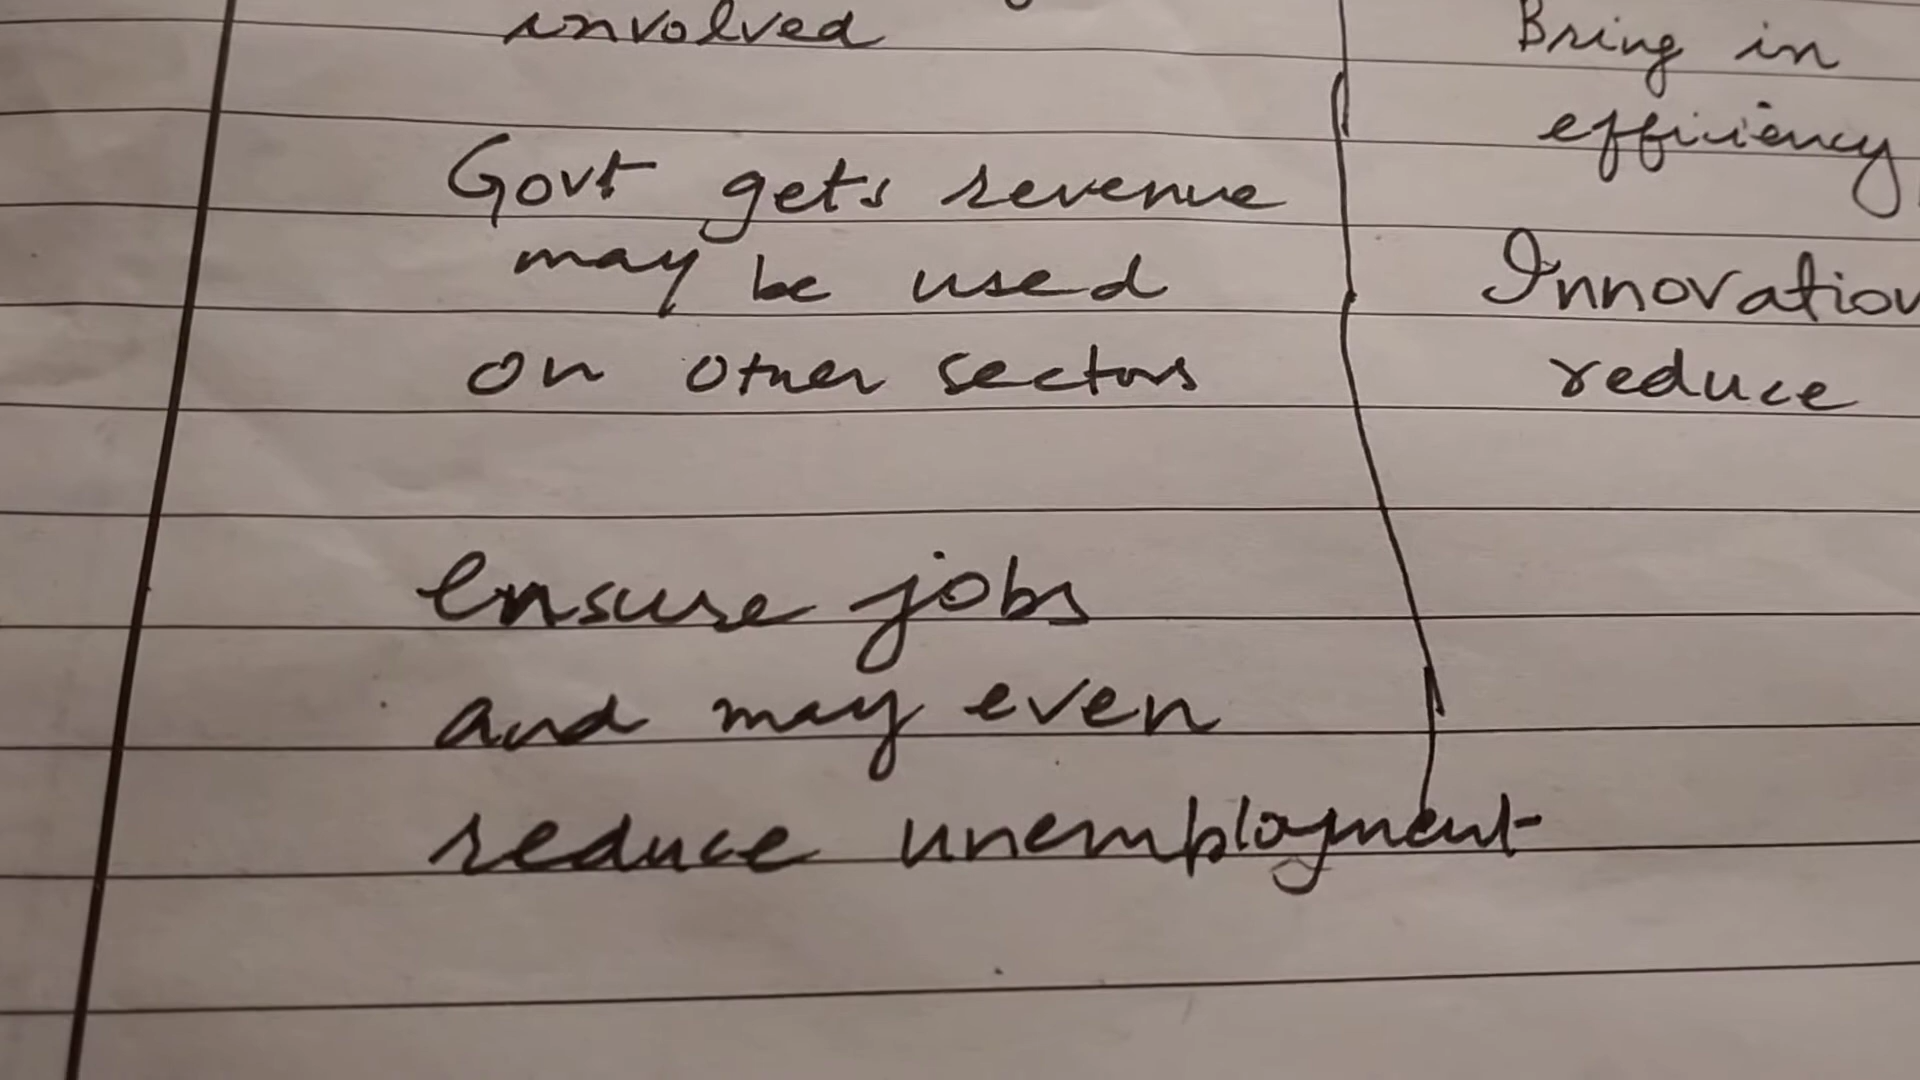 involved
Govt gets revenue
may be used
on other sectors
ensure jobs
and may even
reduce unemployment
Bring in
efficiency
Innovation
reduce